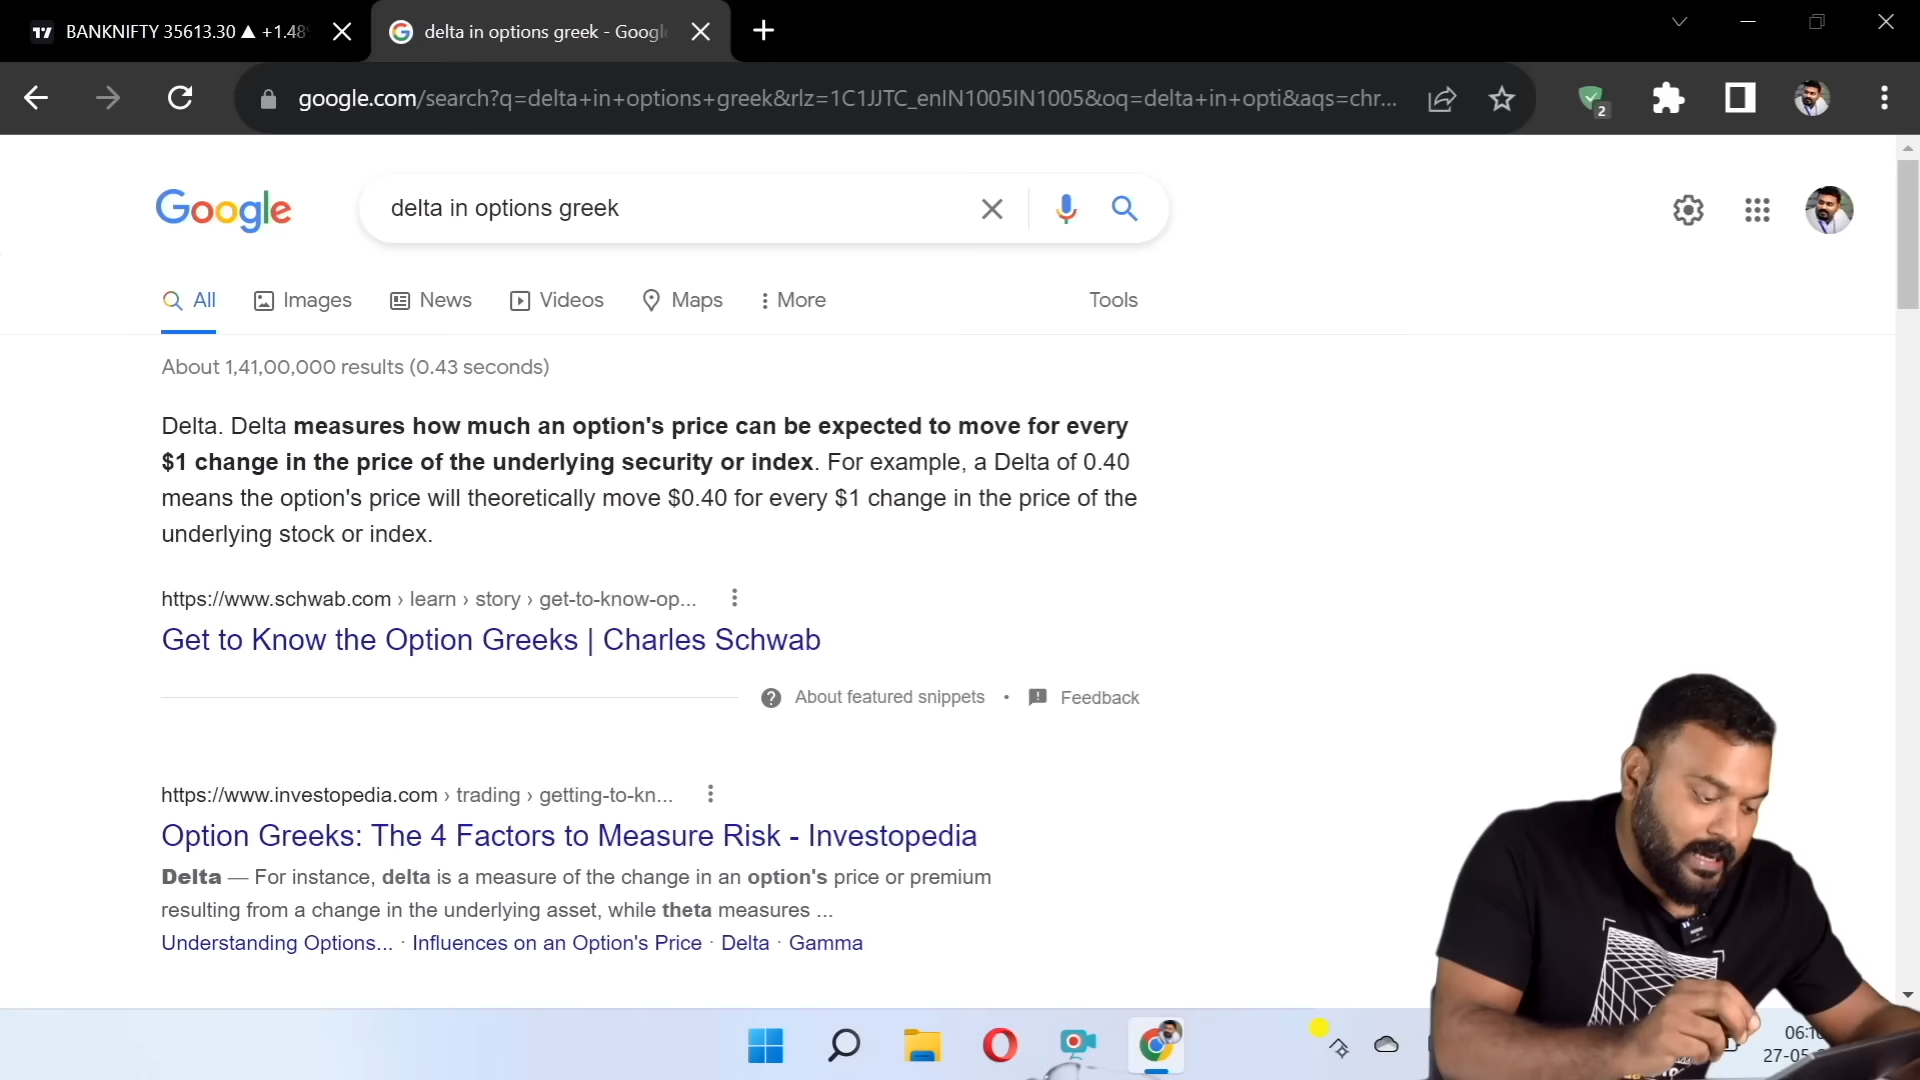 BANKNIFTY 35613.30 ▲ +1.48
delta in options greek - Googl
google.com/search?q=delta+in+options+greek&rlz=1C1JJTC_enIN1005IN1005&oq=delta+in+opti&aqs=chr...
2
Google
delta in options greek
All Images News Videos Maps More Tools
About 1,41,00,000 results (0.43 seconds)
Delta. Delta measures how much an option's price can be expected to move for every
$1 change in the price of the underlying security or index. For example, a Delta of 0.40
means the option's price will theoretically move $0.40 for every $1 change in the price of the
underlying stock or index.
https://www.schwab.com › learn › story › get-to-know-op...
Get to Know the Option Greeks | Charles Schwab
About featured snippets • Feedback
https://www.investopedia.com › trading › getting-to-kn...
Option Greeks: The 4 Factors to Measure Risk - Investopedia
Delta — For instance, delta is a measure of the change in an option's price or premium
resulting from a change in the underlying asset, while theta measures ...
Understanding Options... · Influences on an Option's Price · Delta · Gamma
27-05